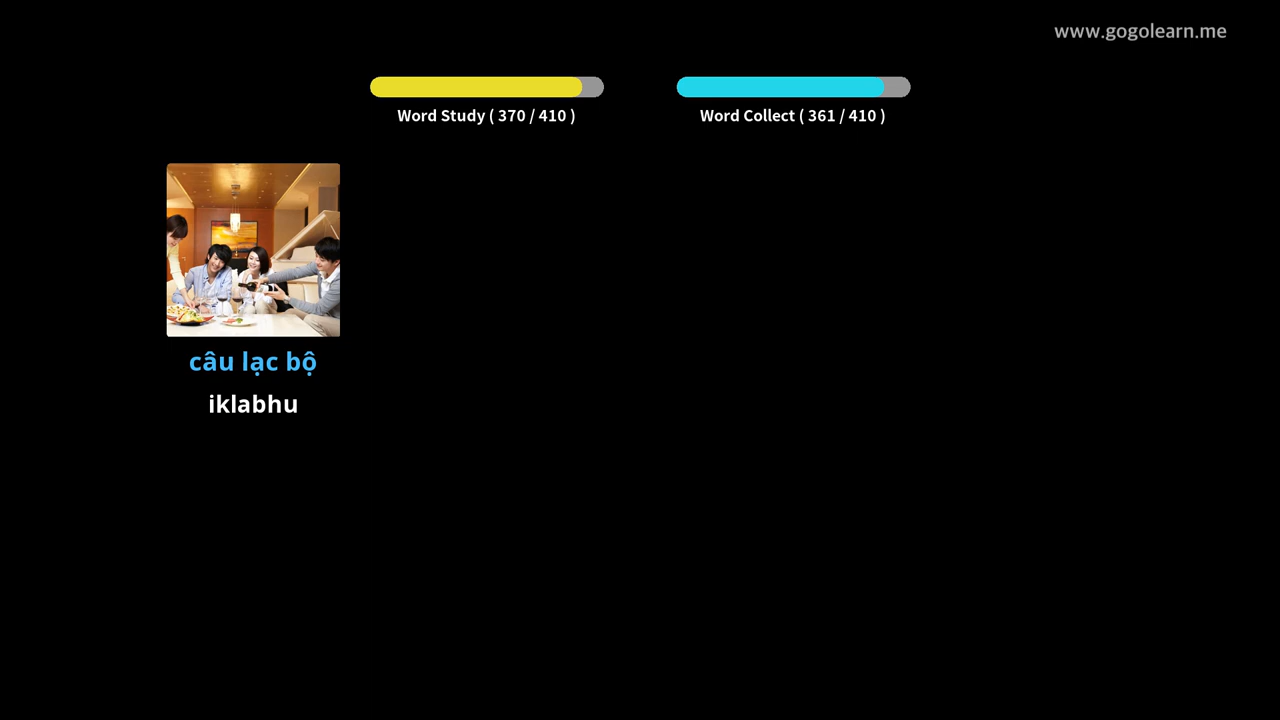 www.gogolearn.me
Word Study ( 370 / 410 )
Word Collect ( 361 / 410 )
câu lạc bộ
iklabhu